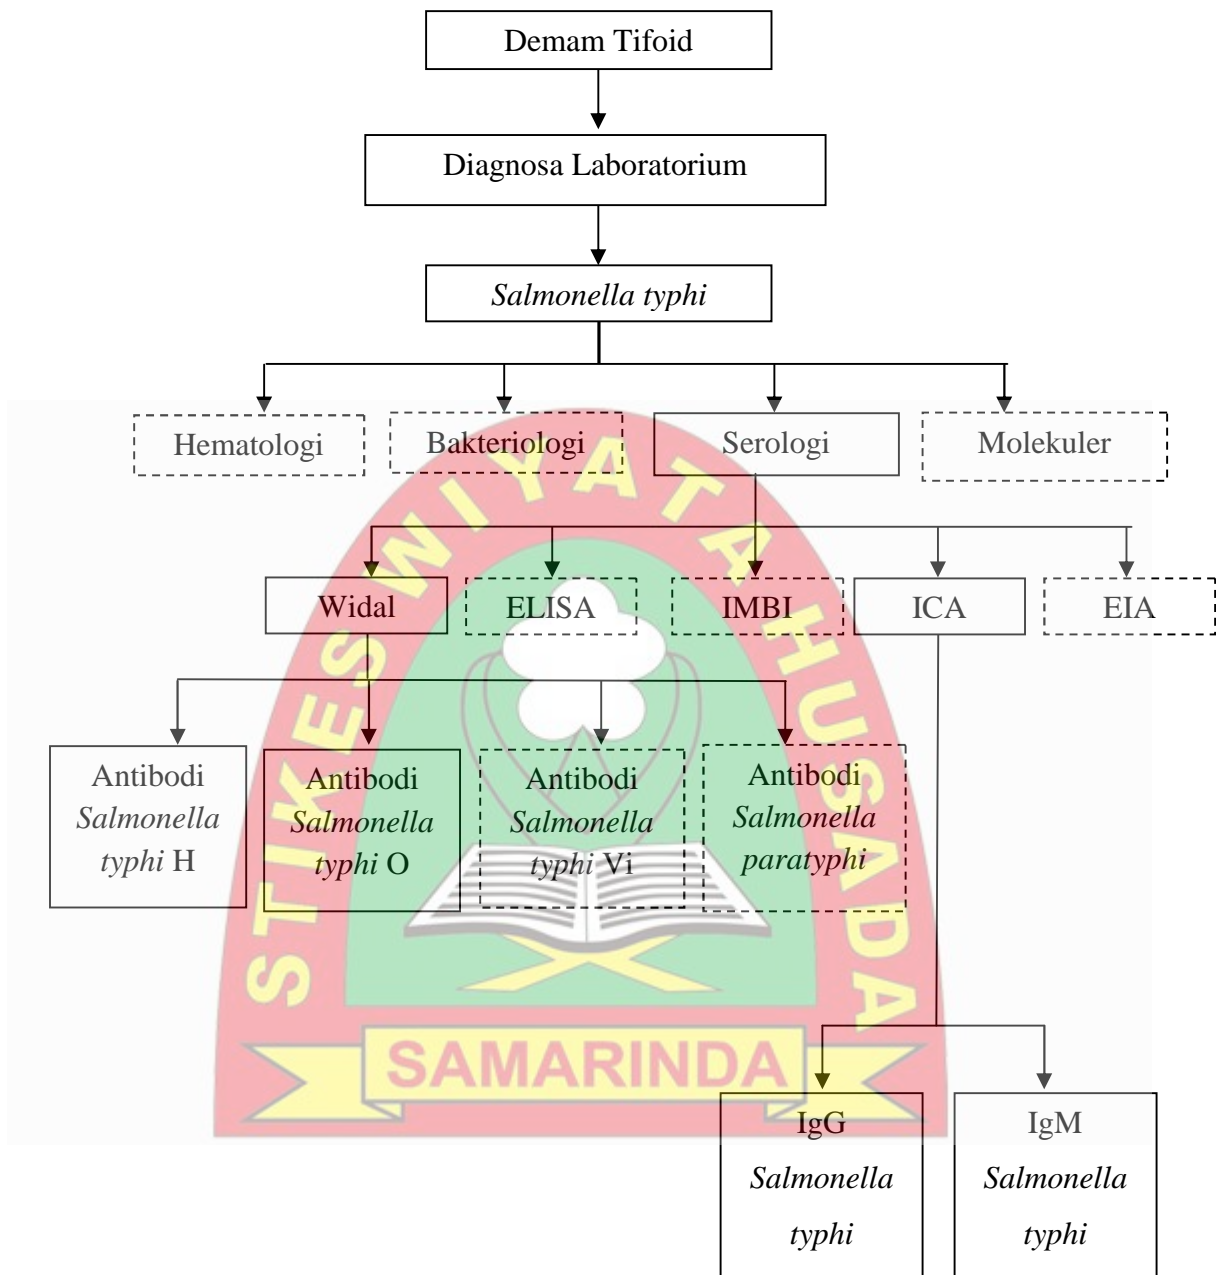 Demam Tifoid
Diagnosa Laboratorium
Salmonella typhi
Hematologi
Bakteriologi
Serologi
Molekuler
Widal
ELISA
IMBI
ICA
EIA
Antibodi
Salmonella
typhi H
Antibodi
Salmonella
typhi O
Antibodi
Salmonella
typhi Vi
Antibodi
Salmonella
paratyphi
IgG
Salmonella
typhi
IgM
Salmonella
typhi
STIKES WIYATA HUSADA
SAMARINDA